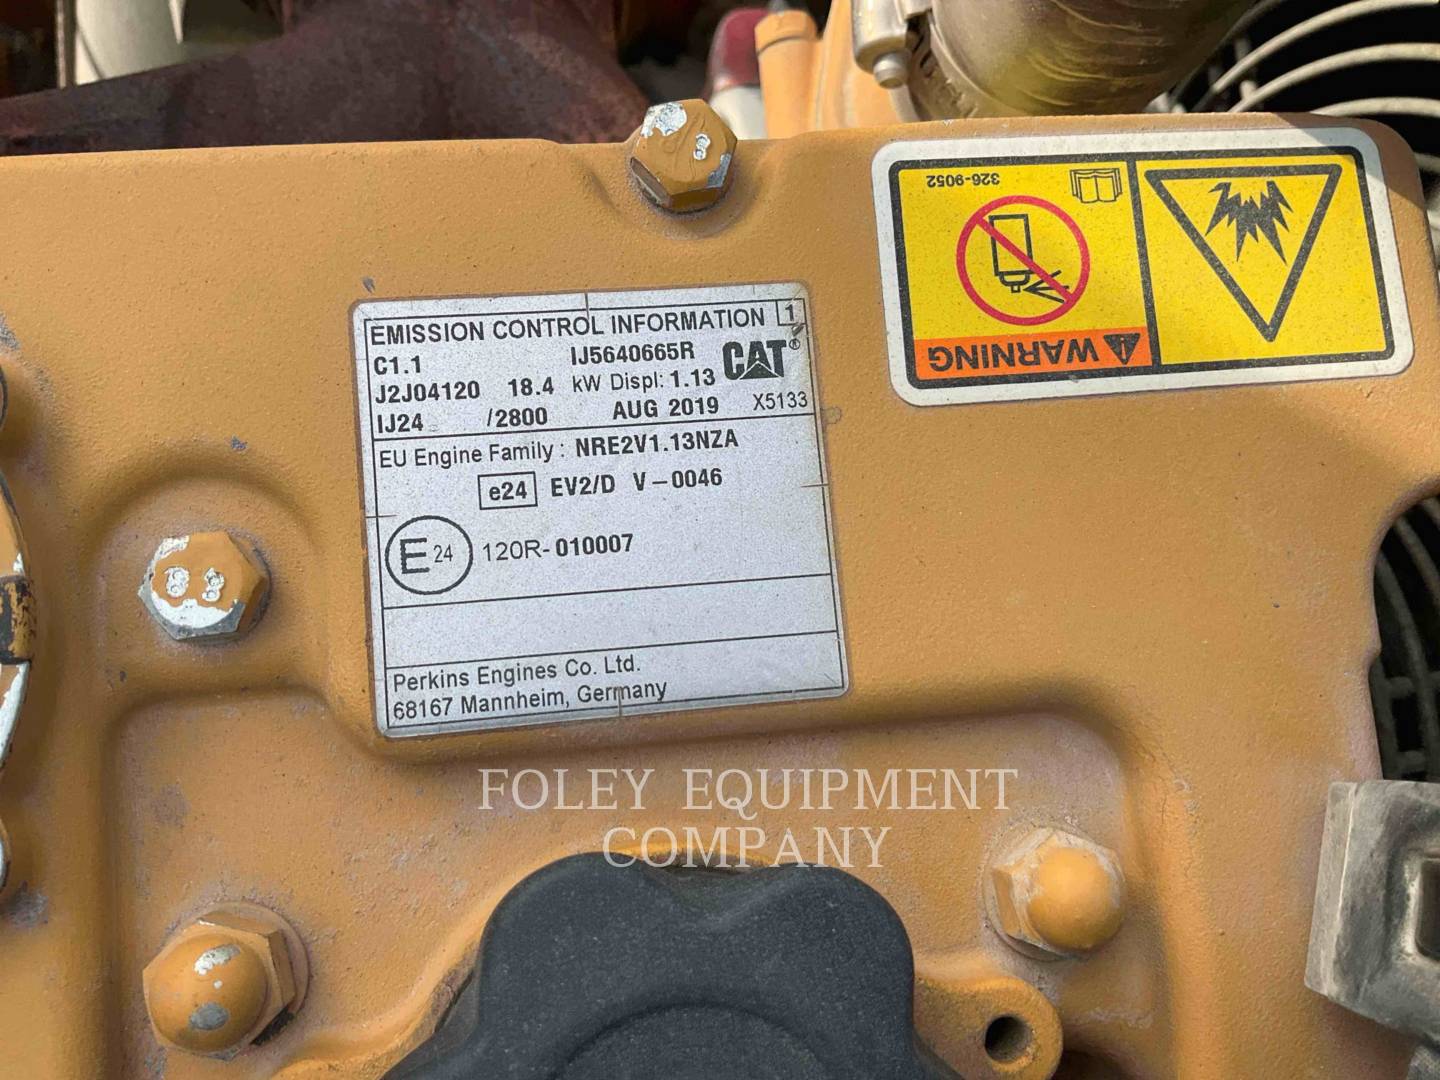 EMISSION CONTROL INFORMATION 1
C1.1 IJ5640665R CAT®
J2J04120 18.4 kW Displ: 1.13
IJ24 /2800 AUG 2019 X5133
EU Engine Family : NRE2V1.13NZA
e24 EV2/D V-0046
E24 120R-010007
Perkins Engines Co. Ltd.
68167 Mannheim, Germany
326-9052
WARNING
FOLEY EQUIPMENT
COMPANY